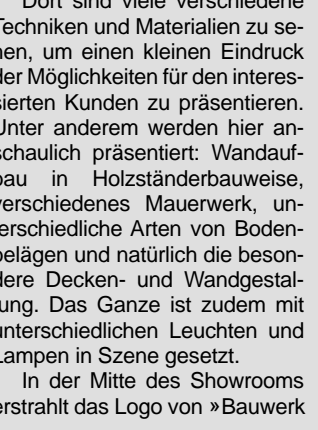 Dort sind viele verschiedene
Techniken und Materialien zu se-
hen, um einen kleinen Eindruck
der Möglichkeiten für den interes-
sierten Kunden zu präsentieren.
Unter anderem werden hier an-
schaulich präsentiert: Wandauf-
bau in Holzständerbauweise,
verschiedenes Mauerwerk, un-
terschiedliche Arten von Boden-
belägen und natürlich die beson-
dere Decken- und Wandgestal-
tung. Das Ganze ist zudem mit
unterschiedlichen Leuchten und
Lampen in Szene gesetzt.
In der Mitte des Showrooms
erstrahlt das Logo von »Bauwerk